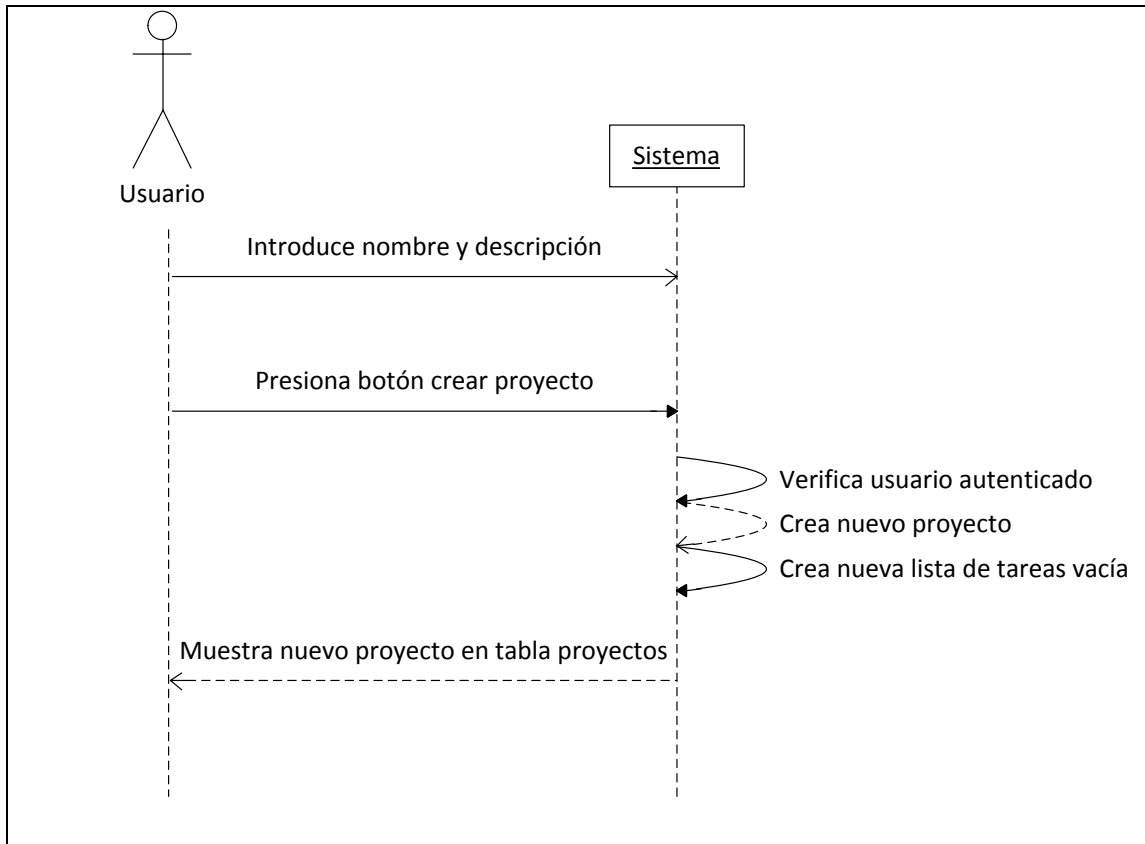 Usuario
Sistema
Introduce nombre y descripción
Presiona botón crear proyecto
Verifica usuario autenticado
Crea nuevo proyecto
Crea nueva lista de tareas vacía
Muestra nuevo proyecto en tabla proyectos